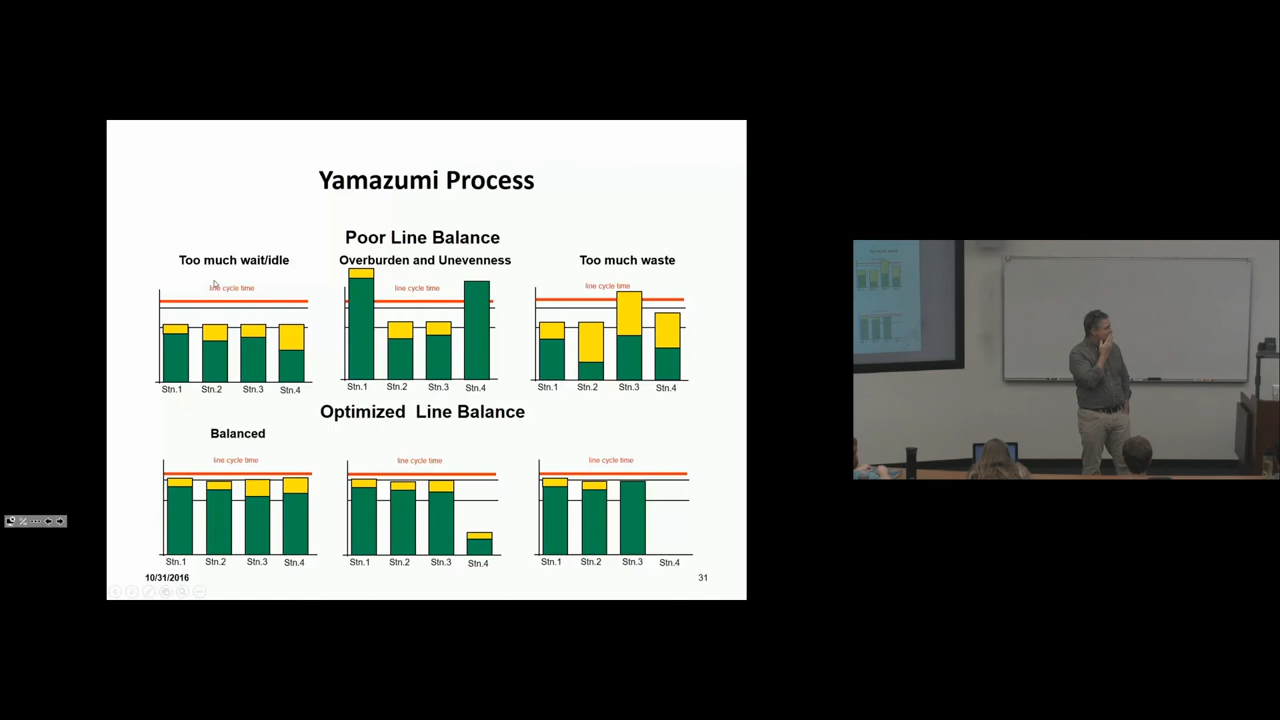 Yamazumi Process
Poor Line Balance
Too much wait/idle
Overburden and Unevenness
Too much waste
line cycle time
line cycle time
line cycle time
Stn.1 Stn.2 Stn.3 Stn.4
Stn.1 Stn.2 Stn.3 Stn.4
Stn.1 Stn.2 Stn.3 Stn.4
Optimized Line Balance
Balanced
line cycle time
line cycle time
line cycle time
Stn.1 Stn.2 Stn.3 Stn.4
Stn.1 Stn.2 Stn.3 Stn.4
Stn.1 Stn.2 Stn.3 Stn.4
10/31/2016
31